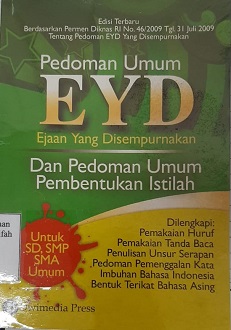 Edisi Terbaru
Berdasarkan Permen Diknas RI No. 46/2009 Tgl. 31 Juli 2009
Tentang Pedoman EYD Yang Disempurnakan
Pedoman Umum
EYD
Ejaan Yang Disempurnakan
Dan Pedoman Umum
Pembentukan Istilah
Untuk
SD, SMP
SMA
Umum
Dilengkapi:
Pemakaian Huruf
Pemakaian Tanda Baca
Penulisan Unsur Serapan
Pedoman Pemenggalan Kata
Imbuhan Bahasa Indonesia
Bentuk Terikat Bahasa Asing
Press